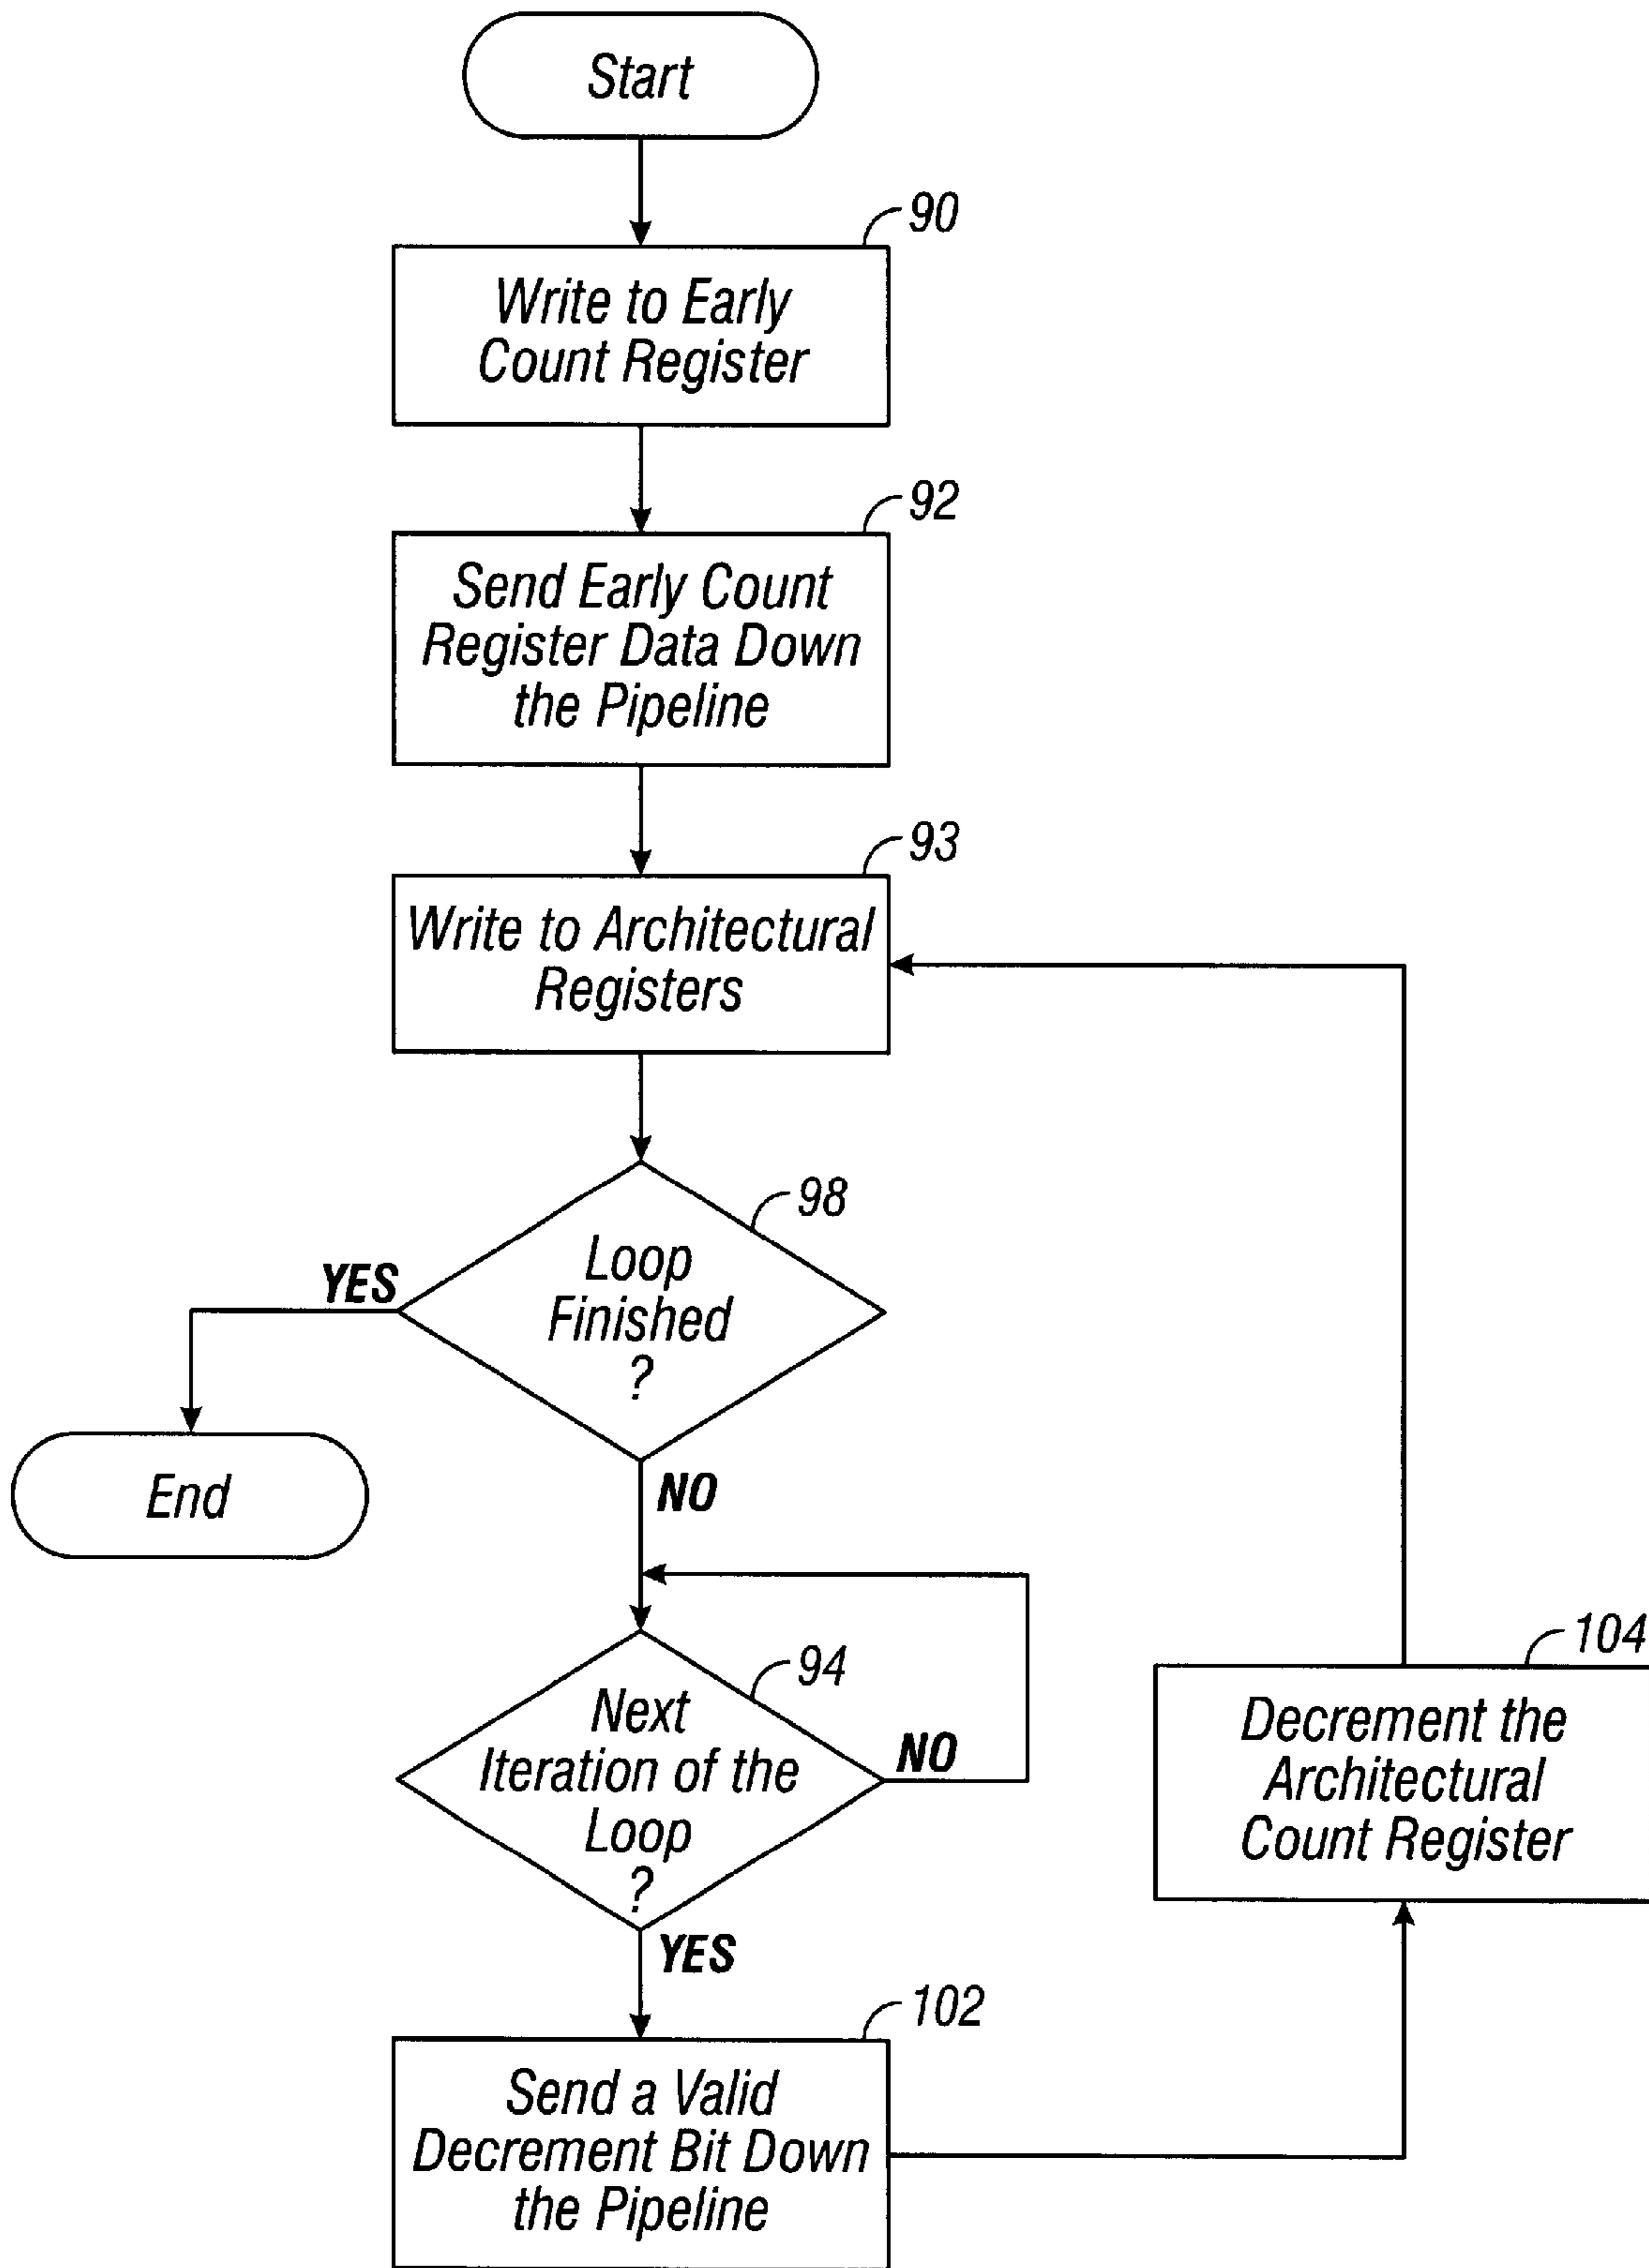 Start
90
Write to Early
Count Register
92
Send Early Count
Register Data Down
the Pipeline
93
Write to Architectural
Registers
98
Loop
Finished
?
YES
End
NO
94
Next
Iteration of the
Loop
?
NO
YES
104
Decrement the
Architectural
Count Register
102
Send a Valid
Decrement Bit Down
the Pipeline